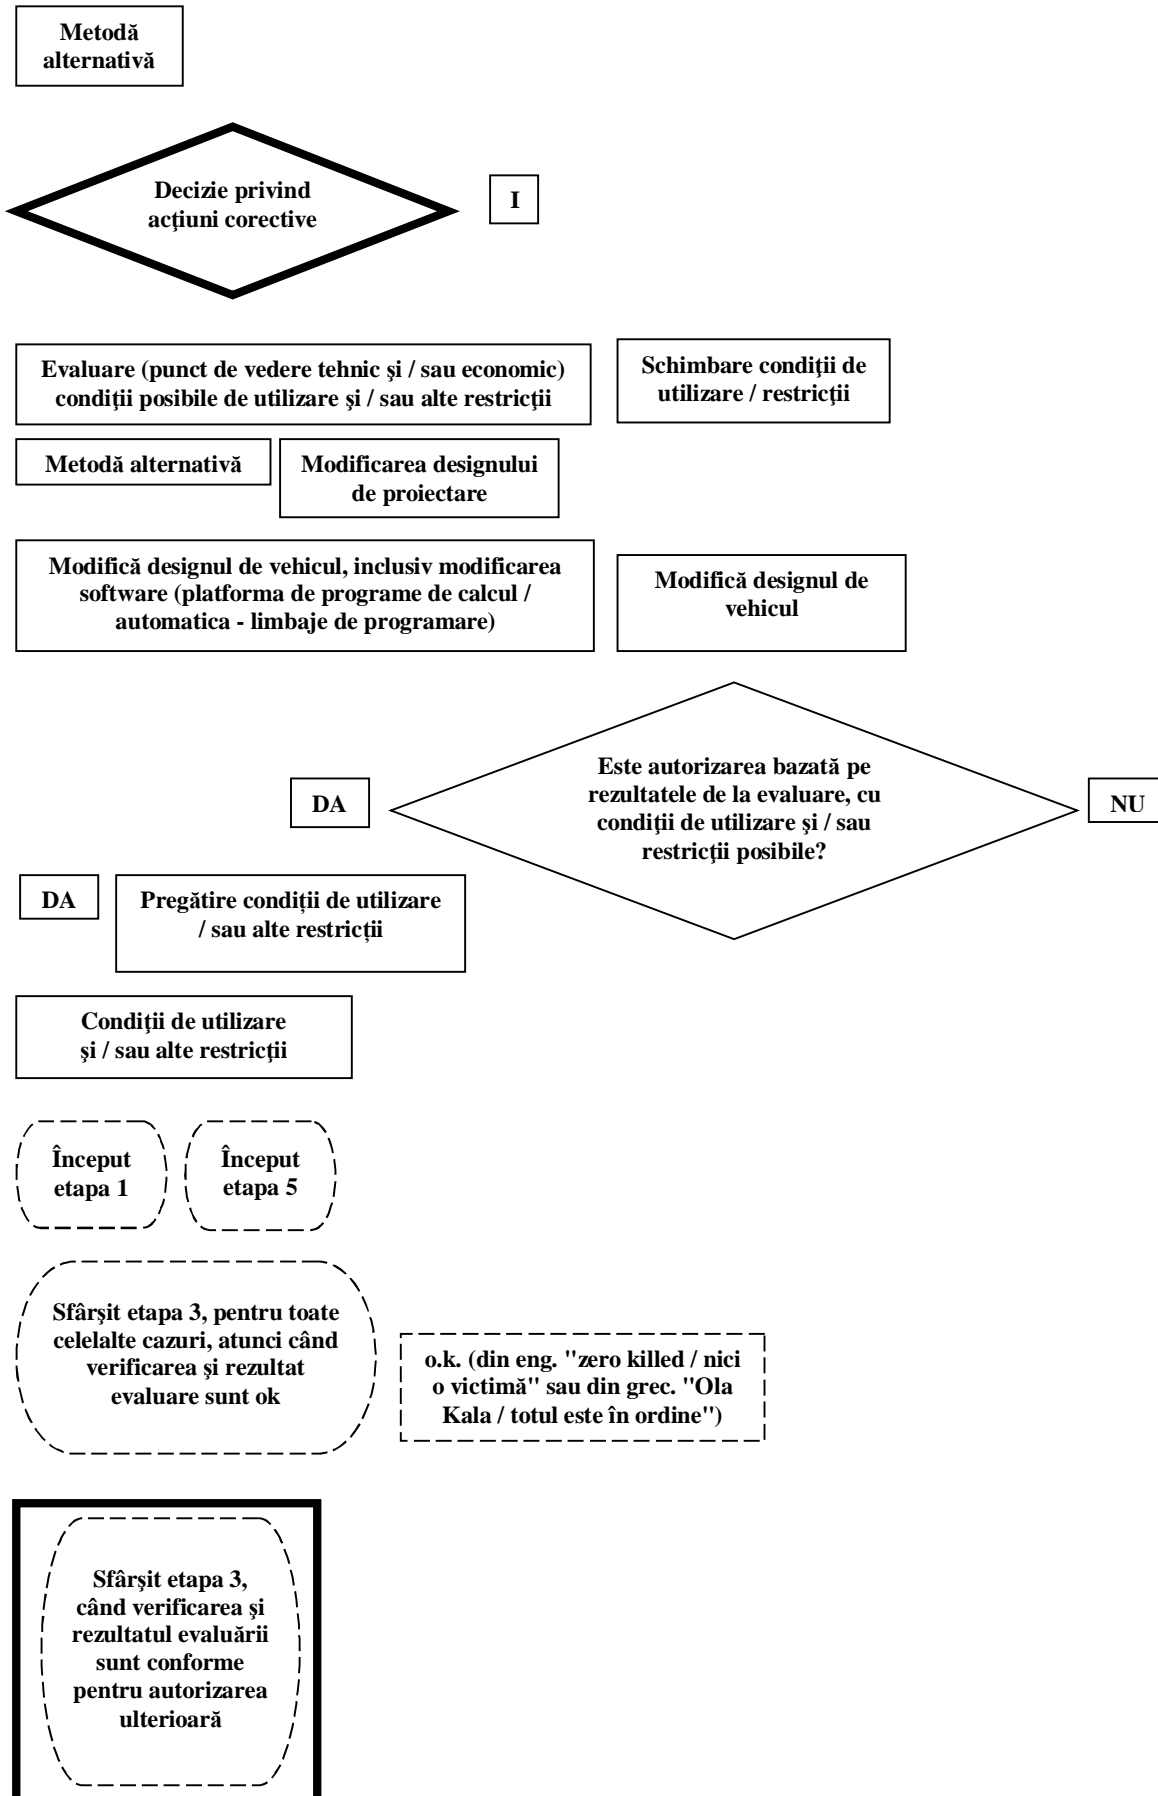 Metodă
alternativă
Decizie privind
acţiuni corective
I
Evaluare (punct de vedere tehnic şi / sau economic)
condiţii posibile de utilizare şi / sau alte restricţii
Schimbare condiţii de
utilizare / restricţii
Metodă alternativă
Modificarea designului
de proiectare
Modifică designul de vehicul, inclusiv modificarea
software (platforma de programe de calcul /
automatica - limbaje de programare)
Modifică designul de
vehicul
DA
Este autorizarea bazată pe
rezultatele de la evaluare, cu
condiţii de utilizare şi / sau
restricţii posibile?
NU
DA
Pregătire condiții de utilizare
/ sau alte restricții
Condiţii de utilizare
şi / sau alte restricţii
Început
etapa 1
Început
etapa 5
Sfârşit etapa 3, pentru toate
celelalte cazuri, atunci când
verificarea şi rezultat
evaluare sunt ok
o.k. (din eng. "zero killed / nici
o victimă" sau din grec. "Ola
Kala / totul este în ordine")
Sfârşit etapa 3,
când verificarea şi
rezultatul evaluării
sunt conforme
pentru autorizarea
ulterioară